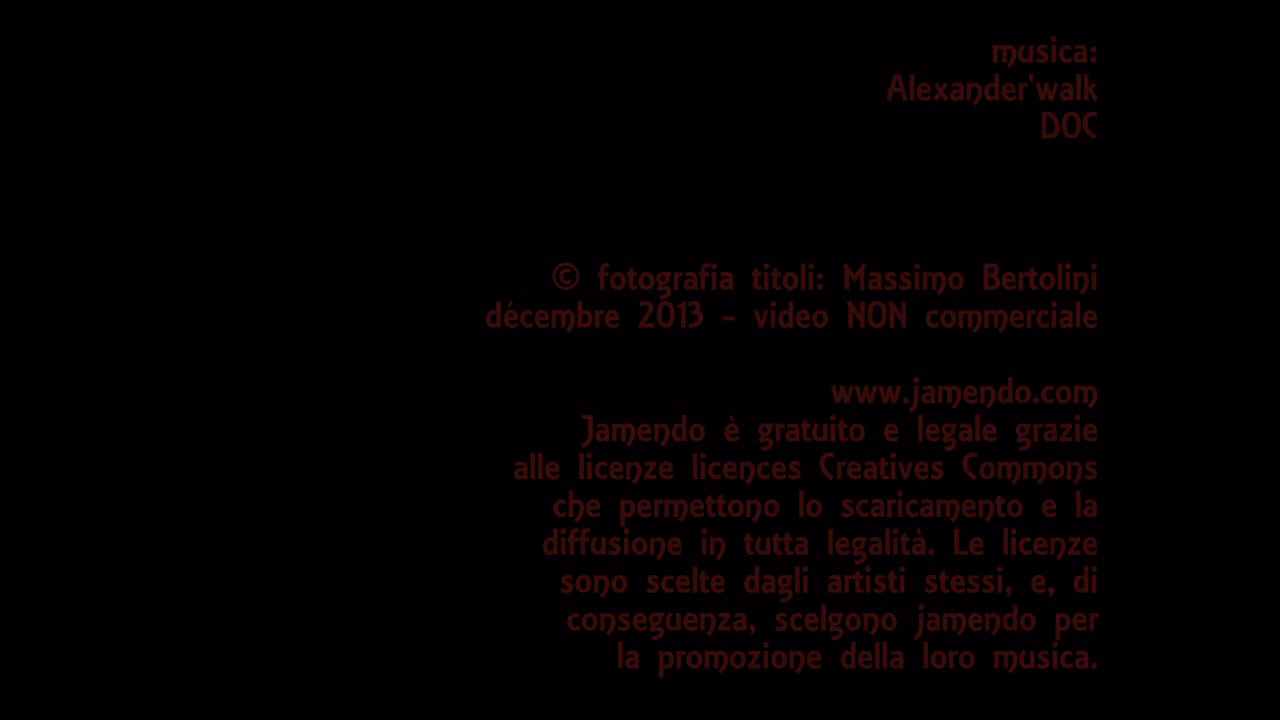 musica:
Alexander'walk
DOC
© fotografia titoli: Massimo Bertolini
décembre 2013 - video NON commerciale
www.jamendo.com
Jamendo è gratuito e legale grazie
alle licenze licences Creatives Commons
che permettono lo scaricamento e la
diffusione in tutta legalità. Le licenze
sono scelte dagli artisti stessi, e, di
conseguenza, scelgono jamendo per
la promozione della loro musica.